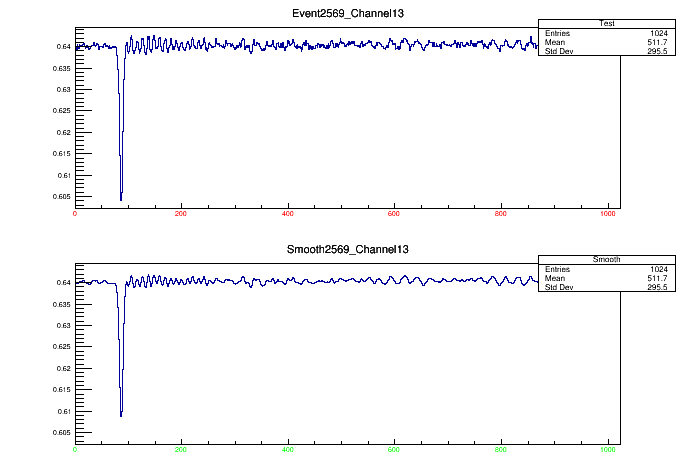 Event2569_Channel13
Test
Entries 1024
Mean 511.7
Std Dev 295.5
0.64
0.635
0.63
0.625
0.62
0.615
0.61
0.605
0 200 400 600 800 1000
Smooth2569_Channel13
Smooth
Entries 1024
Mean 511.7
Std Dev 295.5
0.64
0.635
0.63
0.625
0.62
0.615
0.61
0.605
0 200 400 600 800 1000